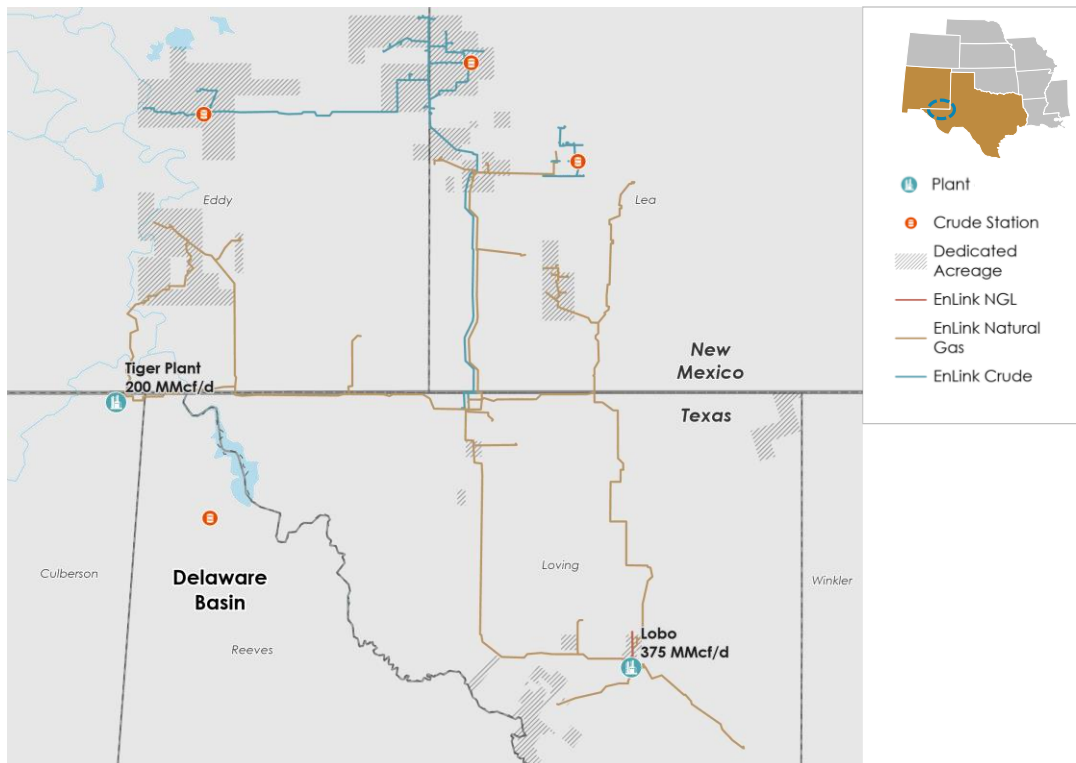 Eddy
Lea
New
Mexico
Tiger Plant
200 MMcf/d
Texas
Culberson
Delaware
Basin
Reeves
Loving
Winkler
Lobo
375 MMcf/d
Plant
Crude Station
Dedicated
Acreage
EnLink NGL
EnLink Natural
Gas
EnLink Crude